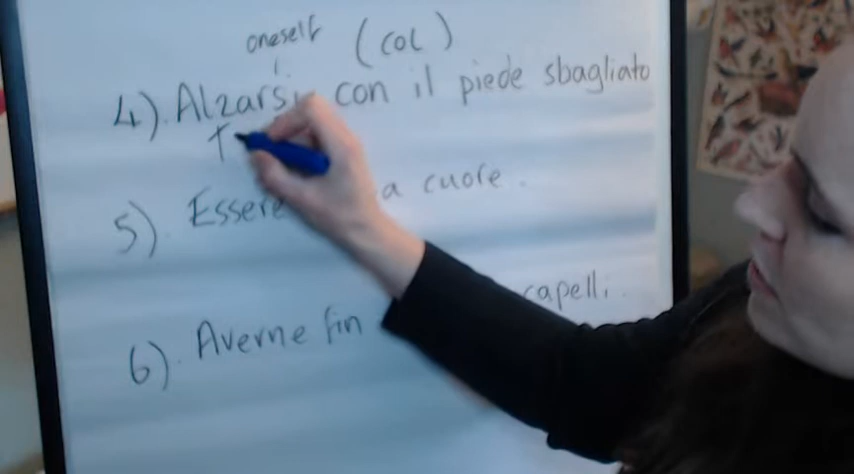 oneself (col)
4). Alzarsi con il piede sbagliato
T
5). Essere a cuore.
6). Averne fin capelli.